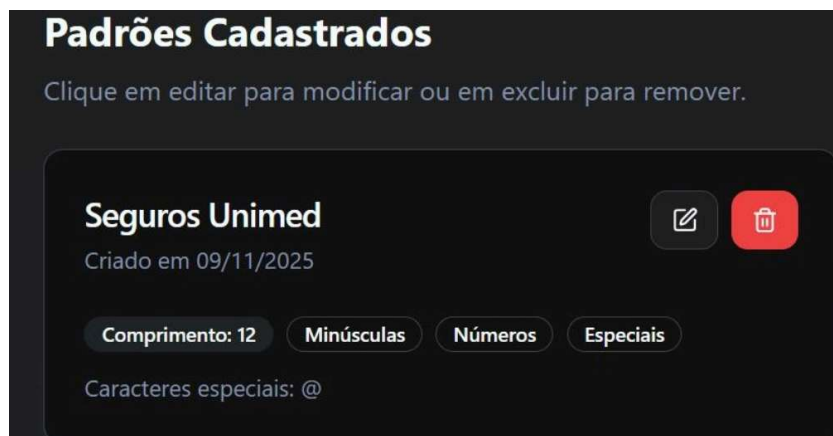 Padrões Cadastrados
Clique em editar para modificar ou em excluir para remover.
Seguros Unimed
Criado em 09/11/2025
Comprimento: 12 Minúsculas Números Especiais
Caracteres especiais: @